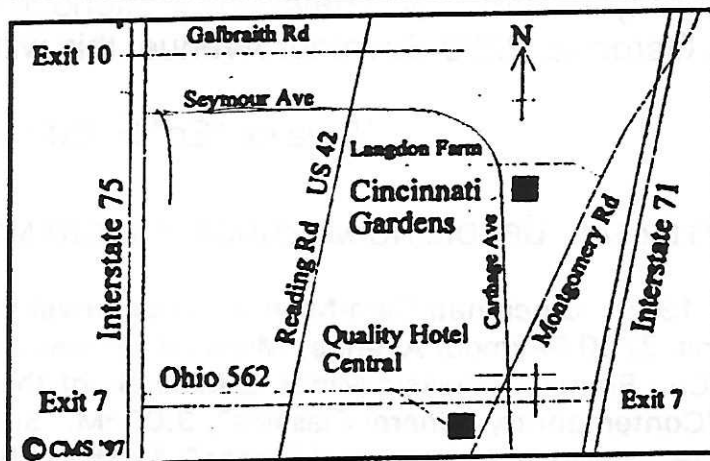 Galbraith Rd
Exit 10
N
Seymour Ave
Langdon Farm
US 42
Cincinnati
Gardens
Interstate 75
Reading Rd
Carthage Ave
Montgomery Rd
Interstate 71
Quality Hotel
Central
Ohio 562
Exit 7
Exit 7
© CMS '97